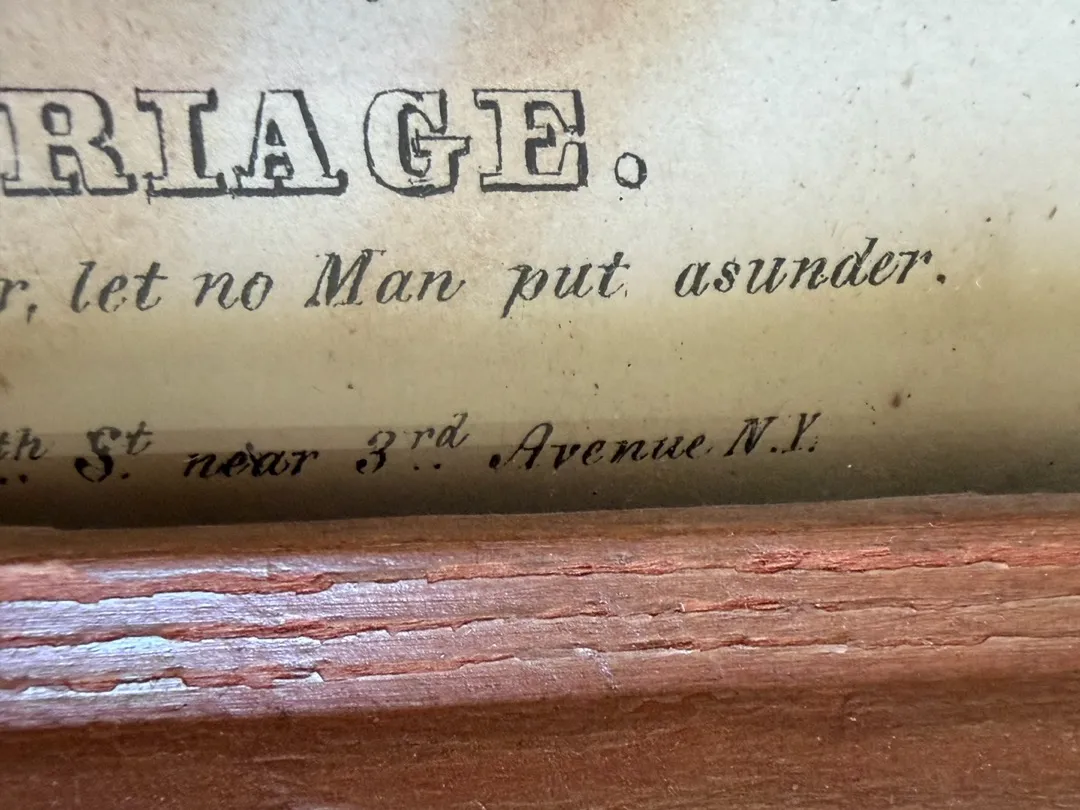 RIAGE.
r, let no Man put asunder.
th St. near 3rd Avenue N.Y.